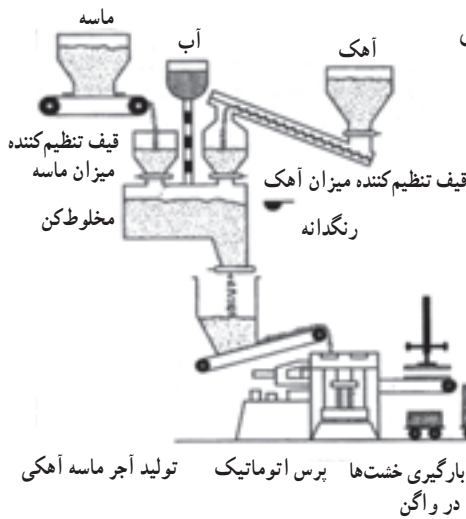 ماسه
آب
آهک
قیف تنظیم‌کننده
میزان ماسه
قیف تنظیم‌کننده میزان آهک
مخلوط‌کن
رنگدانه
بارگیری خشت‌ها
در واگن
پرس اتوماتیک
تولید آجر ماسه آهکی